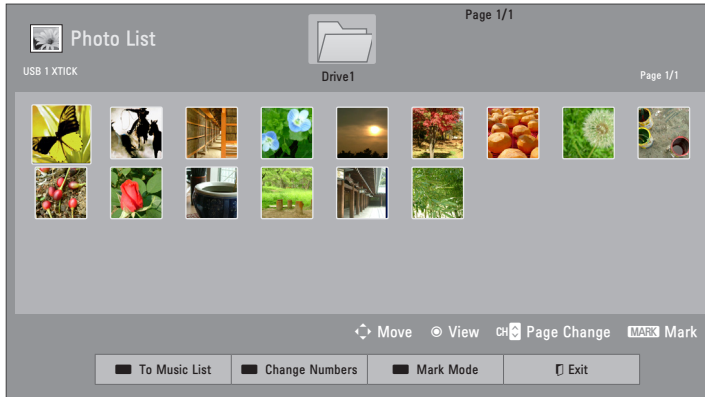 Page 1/1
Photo List
USB 1 XTICK
Drive1
Page 1/1
Move
View
CH Page Change
MARK Mark
To Music List
Change Numbers
Mark Mode
Exit